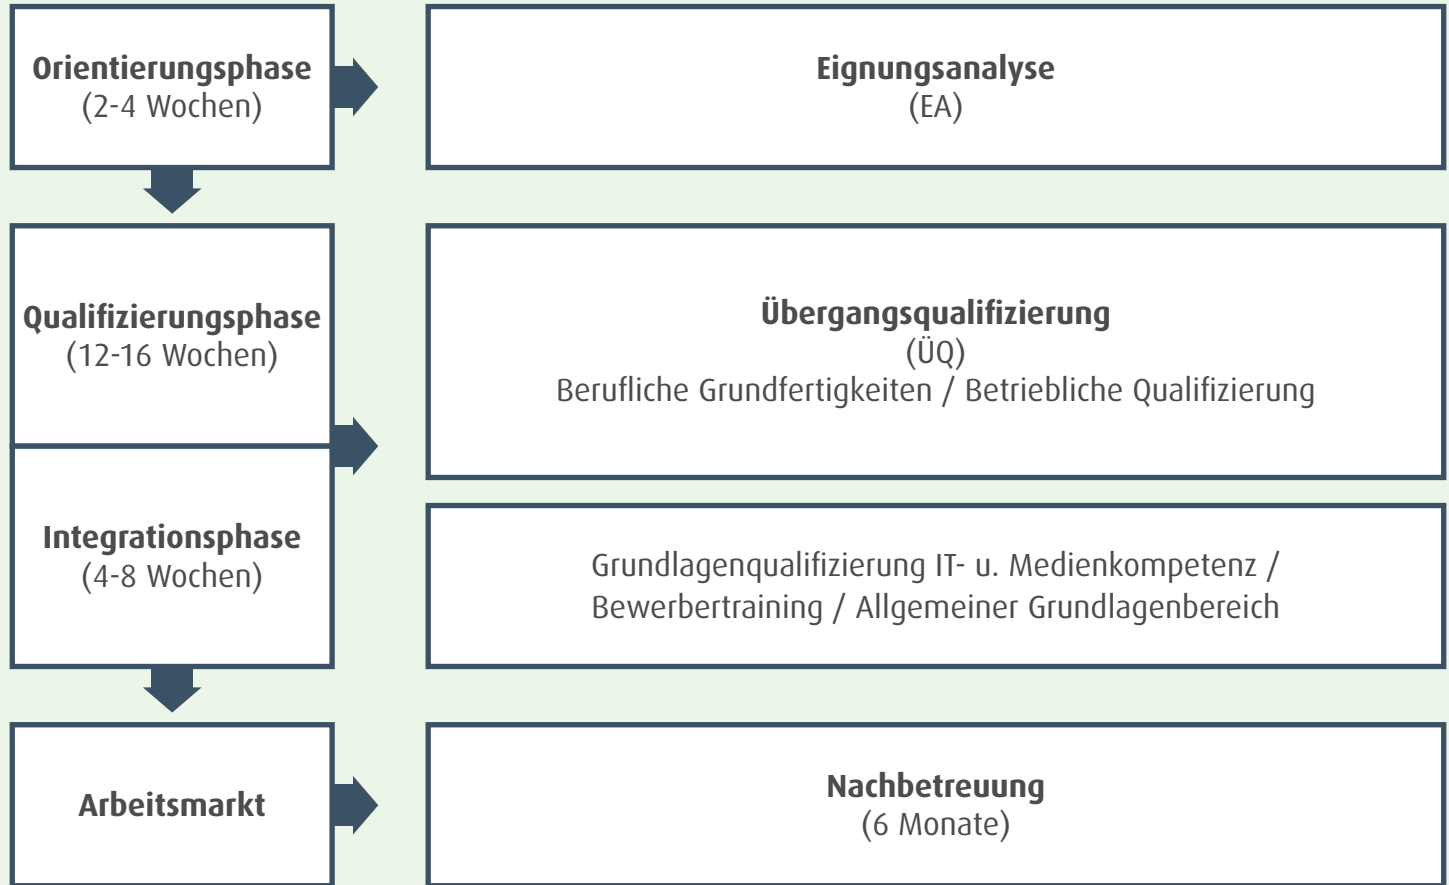 Orientierungsphase
(2-4 Wochen)
Eignungsanalyse
(EA)
Qualifizierungsphase
(12-16 Wochen)
Übergangsqualifizierung
(ÜQ)
Berufliche Grundfertigkeiten / Betriebliche Qualifizierung
Integrationsphase
(4-8 Wochen)
Grundlagenqualifizierung IT- u. Medienkompetenz /
Bewerbertraining / Allgemeiner Grundlagenbereich
Arbeitsmarkt
Nachbetreuung
(6 Monate)